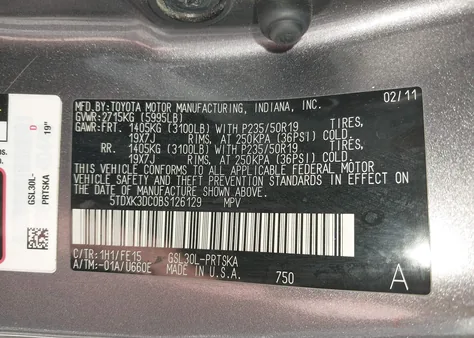 MFD. BY: TOYOTA MOTOR MANUFACTURING, INDIANA, INC. 02/11
GVWR: 2715KG (5995LB)
GAWR: FRT. 1405KG (3100LB) WITH P235/50R19 TIRES,
19X7J RIMS, AT 250KPA (36PSI) COLD.
RR. 1405KG (3100LB) WITH P235/50R19 TIRES,
19X7J RIMS, AT 250KPA (36PSI) COLD.
THIS VEHICLE CONFORMS TO ALL APPLICABLE FEDERAL MOTOR
VEHICLE SAFETY AND THEFT PREVENTION STANDARDS IN EFFECT ON
THE DATE OF MANUFACTURE SHOWN ABOVE.
5TDXK3DC0BS126129 MPV
C/TR: 1H1/FE15 GSL30L-PRTSKA
A/TM: -01A/U660E MADE IN U.S.A. 750 A
D
19"
GSL30L-
PRTSKA